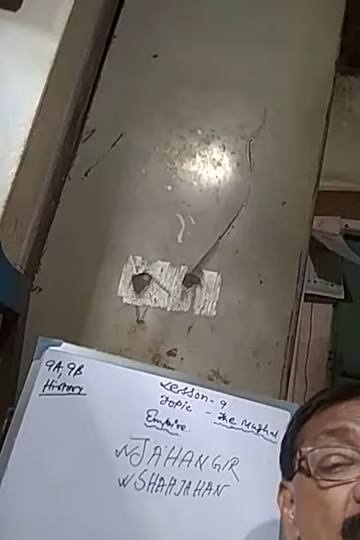 9A, 9B
History
Lesson-9
Topic - The Mughal
Empire
JAHANGIR
SHAHJAHAN